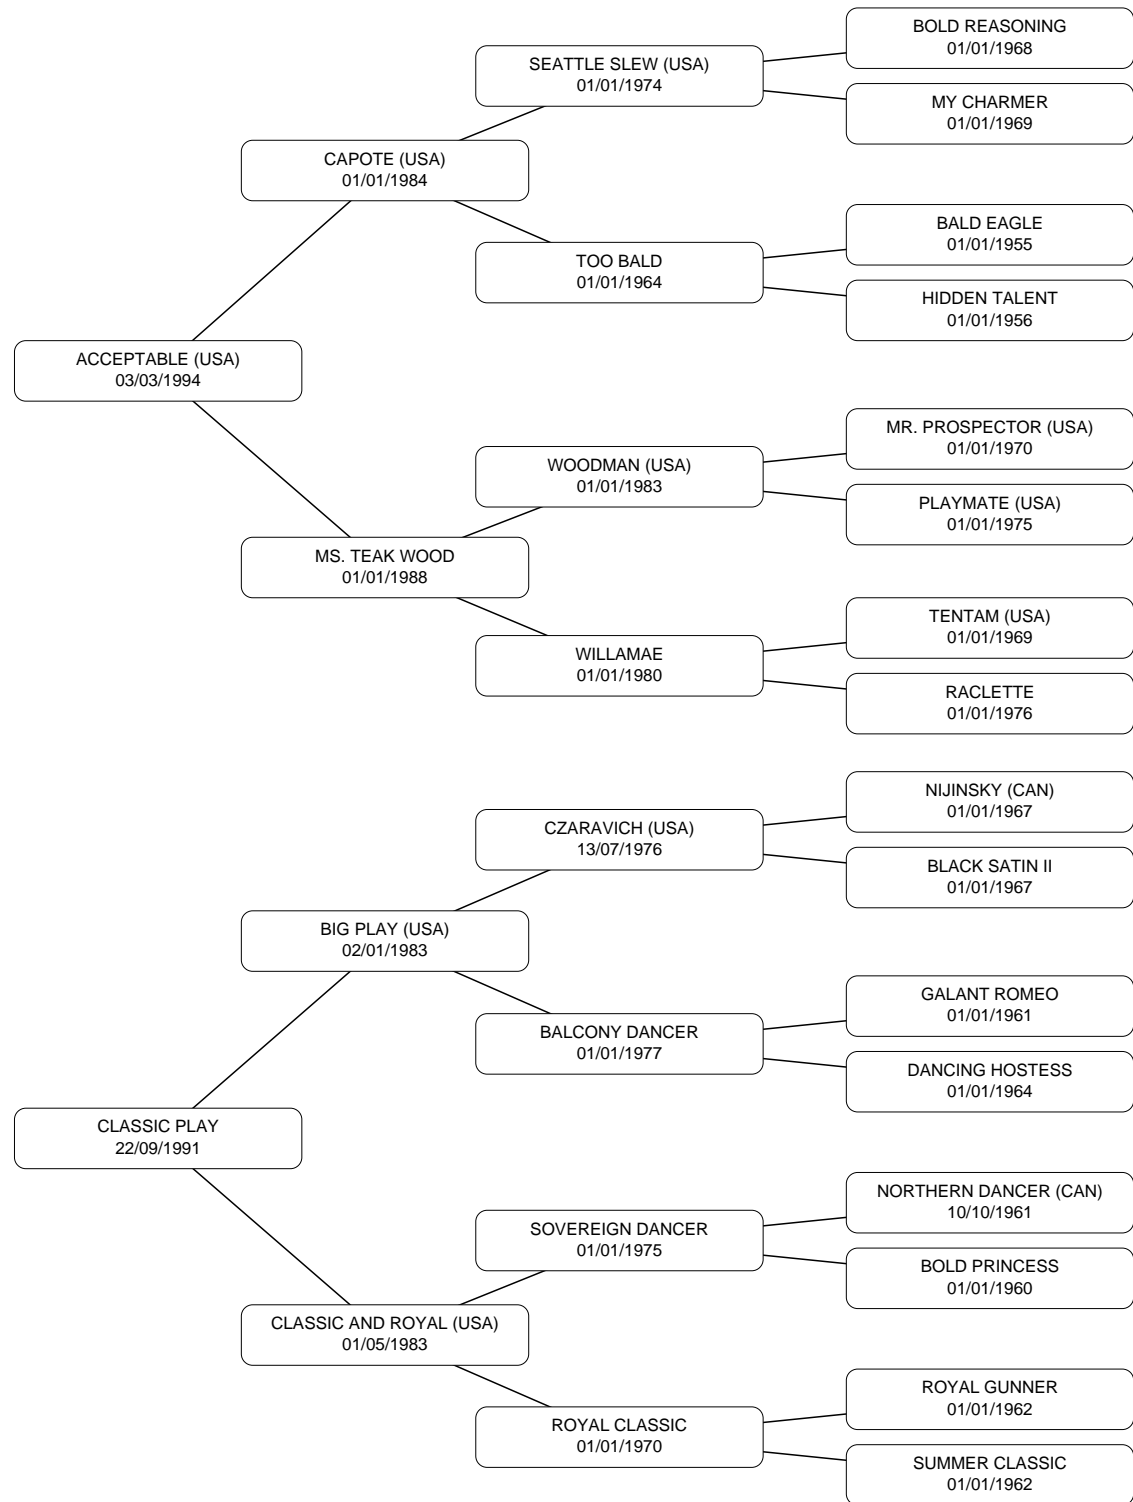 BOLD REASONING
01/01/1968
SEATTLE SLEW (USA)
01/01/1974
MY CHARMER
01/01/1969
CAPOTE (USA)
01/01/1984
BALD EAGLE
01/01/1955
TOO BALD
01/01/1964
HIDDEN TALENT
01/01/1956
ACCEPTABLE (USA)
03/03/1994
MR. PROSPECTOR (USA)
01/01/1970
WOODMAN (USA)
01/01/1983
PLAYMATE (USA)
01/01/1975
MS. TEAK WOOD
01/01/1988
TENTAM (USA)
01/01/1969
WILLAMAE
01/01/1980
RACLETTE
01/01/1976
NIJINSKY (CAN)
01/01/1967
CZARAVICH (USA)
13/07/1976
BLACK SATIN II
01/01/1967
BIG PLAY (USA)
02/01/1983
GALANT ROMEO
01/01/1961
BALCONY DANCER
01/01/1977
DANCING HOSTESS
01/01/1964
CLASSIC PLAY
22/09/1991
NORTHERN DANCER (CAN)
10/10/1961
SOVEREIGN DANCER
01/01/1975
BOLD PRINCESS
01/01/1960
CLASSIC AND ROYAL (USA)
01/05/1983
ROYAL GUNNER
01/01/1962
ROYAL CLASSIC
01/01/1970
SUMMER CLASSIC
01/01/1962